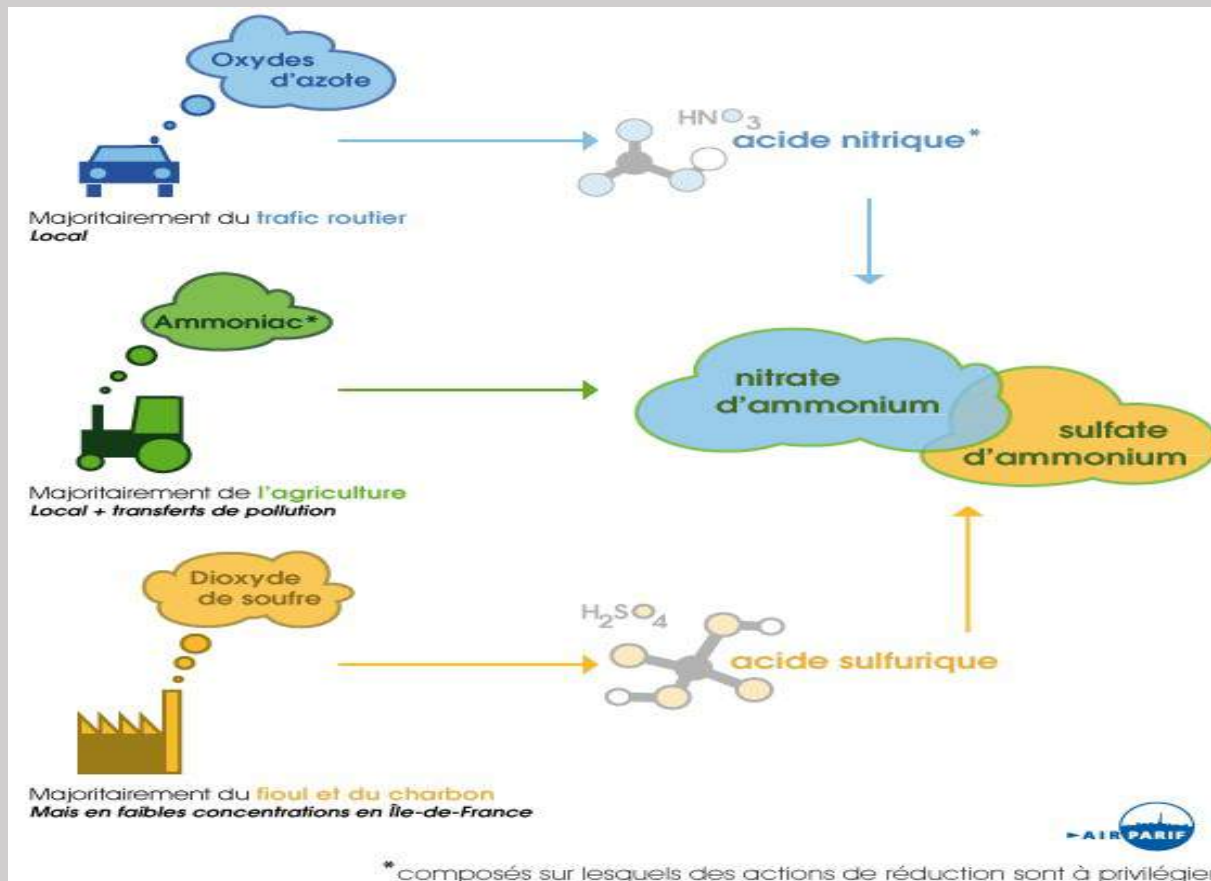 Oxydes
d'azote
HNO3
acide nitrique*
Majoritairement du trafic routier
Local
Ammoniac*
nitrate
d'ammonium
sulfate
d'ammonium
Majoritairement de l'agriculture
Local + transferts de pollution
Dioxyde
de soufre
H2SO4
acide sulfurique
Majoritairement du fioul et du charbon
Mais en faibles concentrations en Île-de-France
AIRPARIF
*composés sur lesquels des actions de réduction sont à privilégier